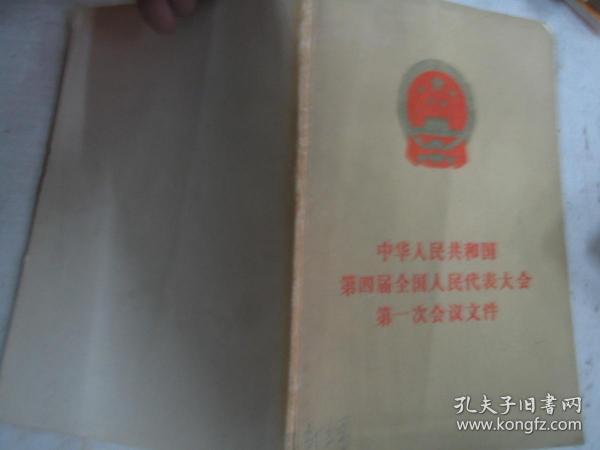 中华人民共和国
第四届全国人民代表大会
第一次会议文件
孔夫子旧书网
www.kongfz.com